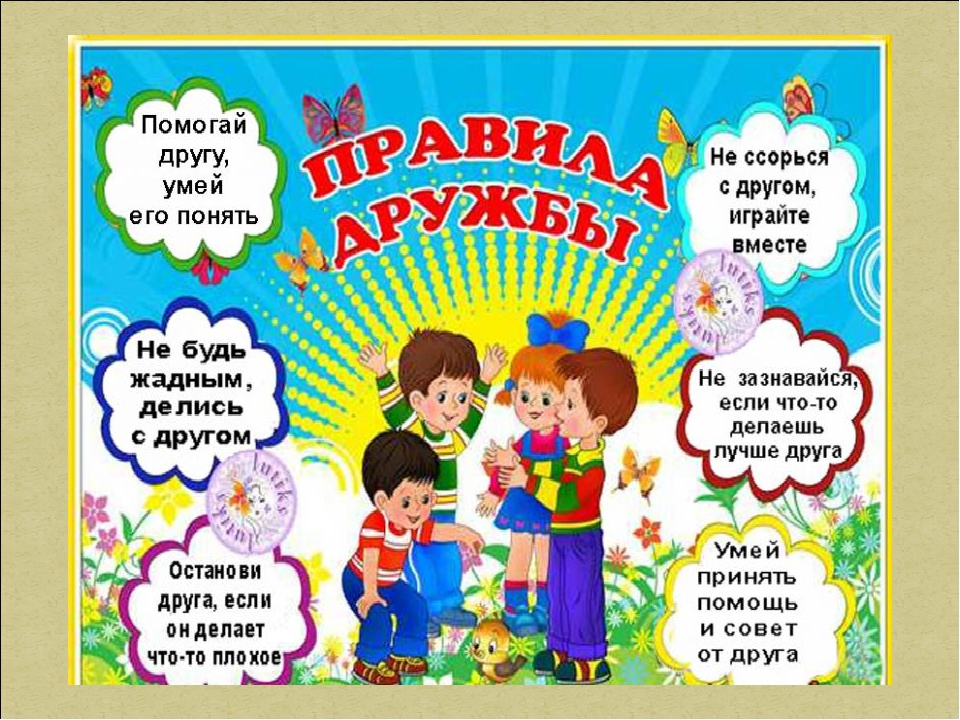 ПРАВИЛА
ДРУЖБЫ
Помогай
другу,
умей
его понять
Не ссорься
с другом,
играйте
вместе
Не будь
жадным,
делись
с другом
Не зазнавайся,
если что-то
делаешь
лучше друга
Останови
друга, если
он делает
что-то плохое
Умей
принять
помощь
и совет
от друга